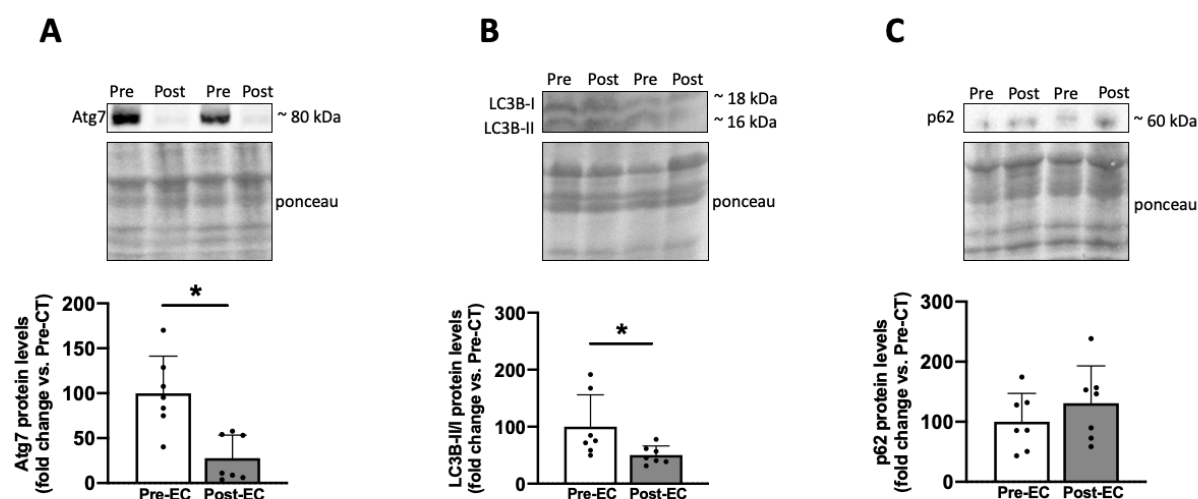 A
Pre Post Pre Post
Atg7
~ 80 kDa
ponceau
*
200
150
100
50
0
Atg7 protein levels
(fold change vs. Pre-CT)
Pre-EC Post-EC
B
Pre Post Pre Post
LC3B-I
~ 18 kDa
LC3B-II
~ 16 kDa
ponceau
*
300
200
100
0
LC3B-II/I protein levels
(fold change vs. Pre-CT)
Pre-EC Post-EC
C
Pre Post Pre Post
p62
~ 60 kDa
ponceau
300
200
100
0
p62 protein levels
(fold change vs. Pre-CT)
Pre-EC Post-EC